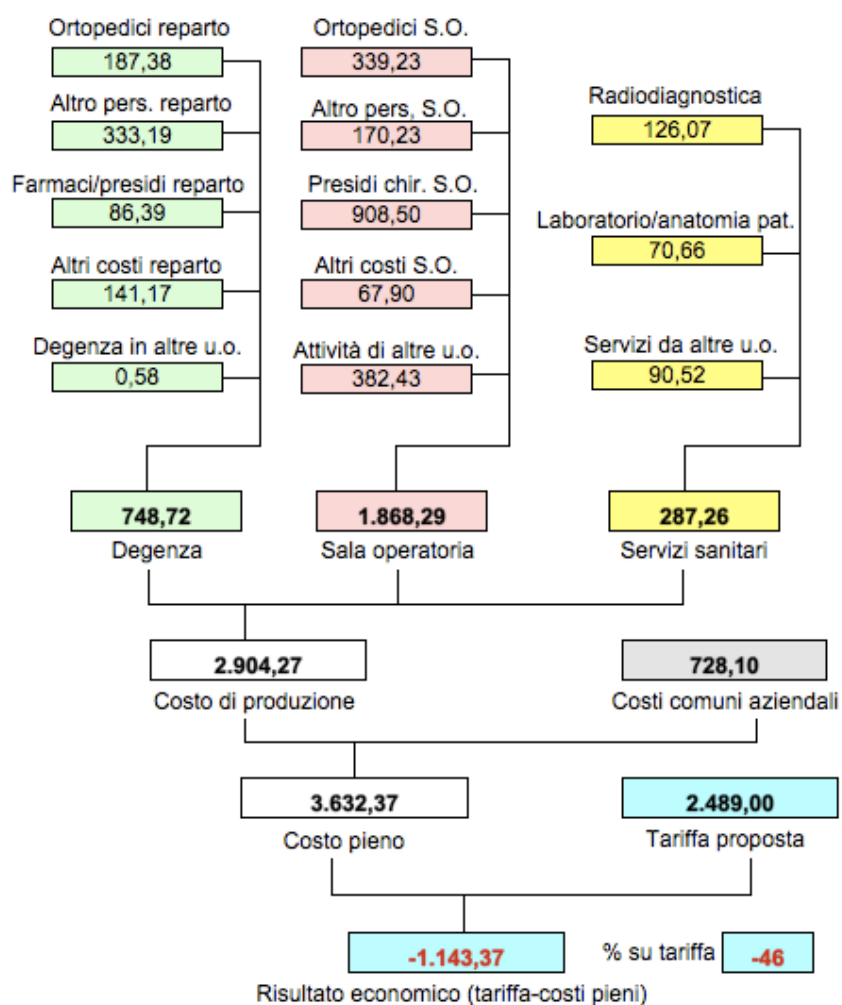 Ortopedici reparto
187,38
Altro pers. reparto
333,19
Farmaci/presidi reparto
86,39
Altri costi reparto
141,17
Degenza in altre u.o.
0,58
Ortopedici S.O.
339,23
Altro pers, S.O.
170,23
Presidi chir. S.O.
908,50
Altri costi S.O.
67,90
Attività di altre u.o.
382,43
Radiodiagnostica
126,07
Laboratorio/anatomia pat.
70,66
Servizi da altre u.o.
90,52
748,72
Degenza
1.868,29
Sala operatoria
287,26
Servizi sanitari
2.904,27
Costo di produzione
728,10
Costi comuni aziendali
3.632,37
Costo pieno
2.489,00
Tariffa proposta
-1.143,37
% su tariffa
-46
Risultato economico (tariffa-costi pieni)